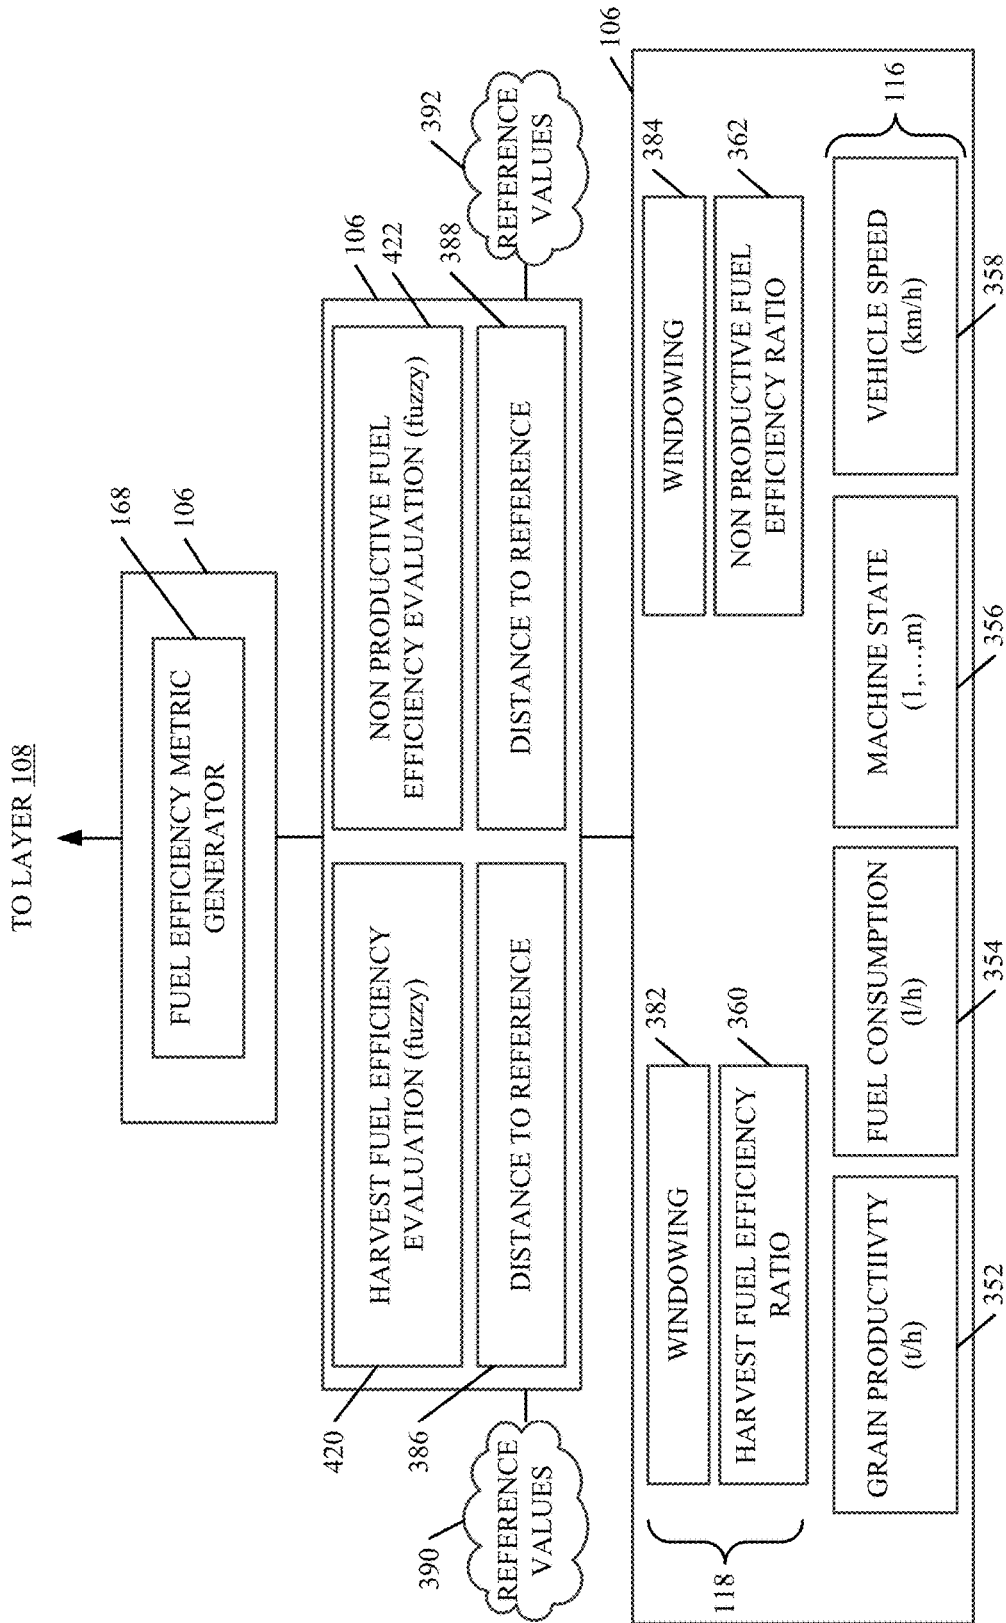 TO LAYER 108
FUEL EFFICIENCY METRIC
GENERATOR
168
106
HARVEST FUEL EFFICIENCY
EVALUATION (fuzzy)
NON PRODUCTIVE FUEL
EFFICIENCY EVALUATION (fuzzy)
106
422
388
420
386
DISTANCE TO REFERENCE
DISTANCE TO REFERENCE
390
REFERENCE
VALUES
392
REFERENCE
VALUES
106
WINDOWING
382
WINDOWING
384
118
HARVEST FUEL EFFICIENCY
RATIO
360
NON PRODUCTIVE FUEL
EFFICIENCY RATIO
362
116
GRAIN PRODUCTIIVTY
(t/h)
FUEL CONSUMPTION
(l/h)
MACHINE STATE
(1,…,m)
VEHICLE SPEED
(km/h)
352
354
356
358